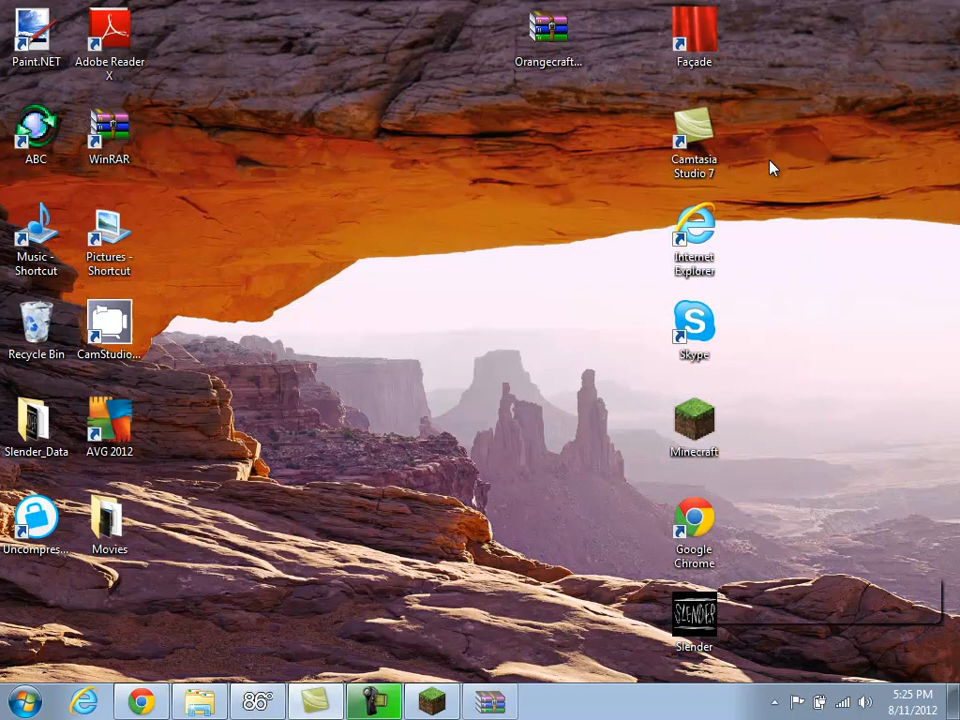 Paint.NET
Adobe Reader
X
Orangecraft...
Façade
ABC
WinRAR
Camtasia
Studio 7
Music -
Shortcut
Pictures -
Shortcut
Internet
Explorer
Recycle Bin
CamStudio...
Skype
Slender_Data
AVG 2012
Minecraft
Uncompres...
Movies
Google
Chrome
SLENDER
Slender
86°
5:25 PM
8/11/2012